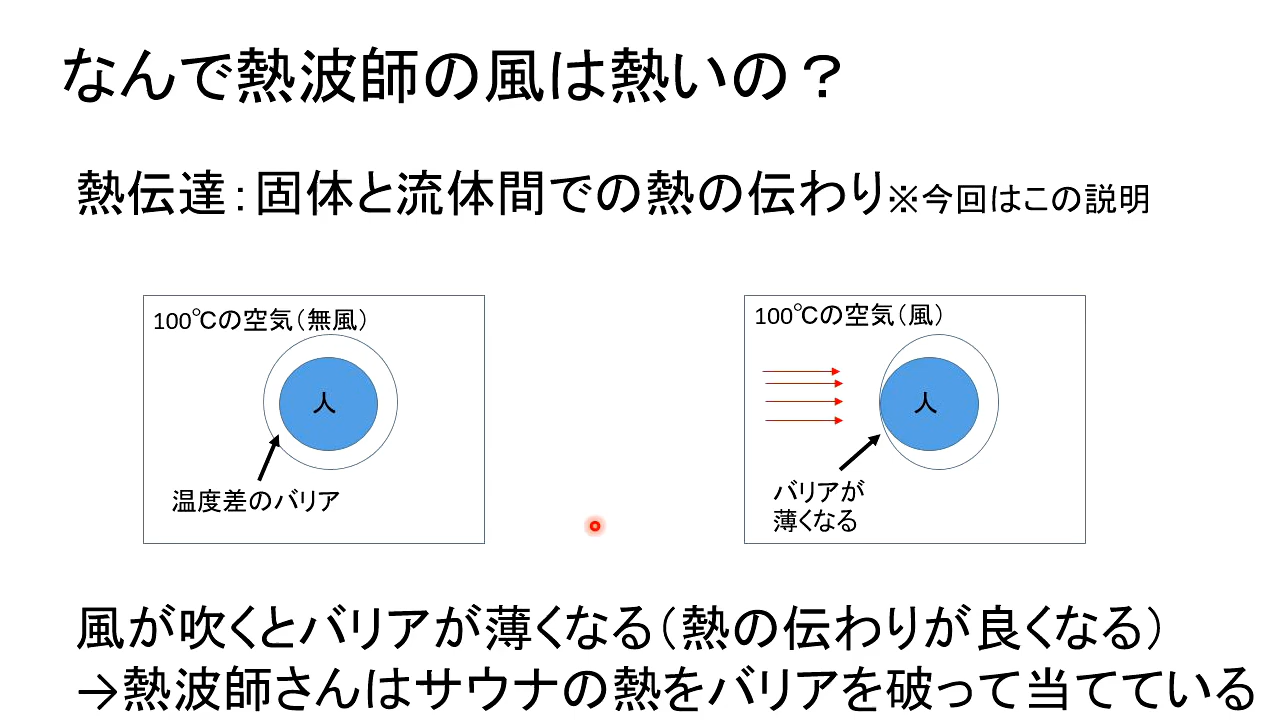 なんで熱波師の風は熱いの？
熱伝達：固体と流体間での熱の伝わり※今回はこの説明
100℃の空気（無風）
人
温度差のバリア
100℃の空気（風）
人
バリアが
薄くなる
風が吹くとバリアが薄くなる（熱の伝わりが良くなる）
→熱波師さんはサウナの熱をバリアを破って当てている